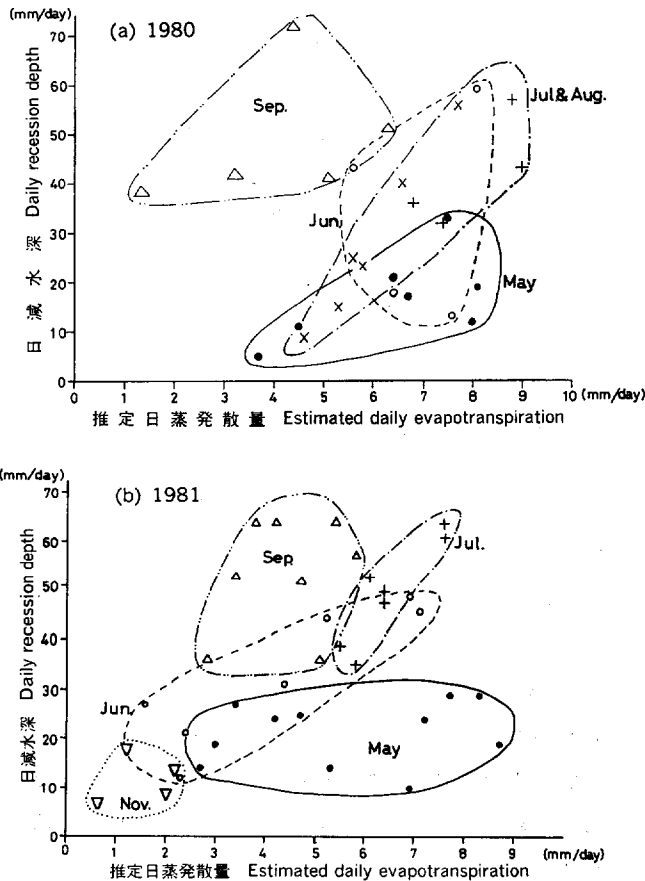 (mm/day)
(a) 1980
70
60
50
40
30
20
10
0
日減水深 Daily recession depth
Sep.
Jul.&Aug.
Jun.
May
0 1 2 3 4 5 6 7 8 9 10 (mm/day)
推定日蒸発散量 Estimated daily evapotranspiration
(mm/day)
(b) 1981
70
60
50
40
30
20
10
0
日減水深 Daily recession depth
Sep.
Jul.
Jun.
May
Nov.
0 1 2 3 4 5 6 7 8 9 (mm/day)
推定日蒸発散量 Estimated daily evapotranspiration